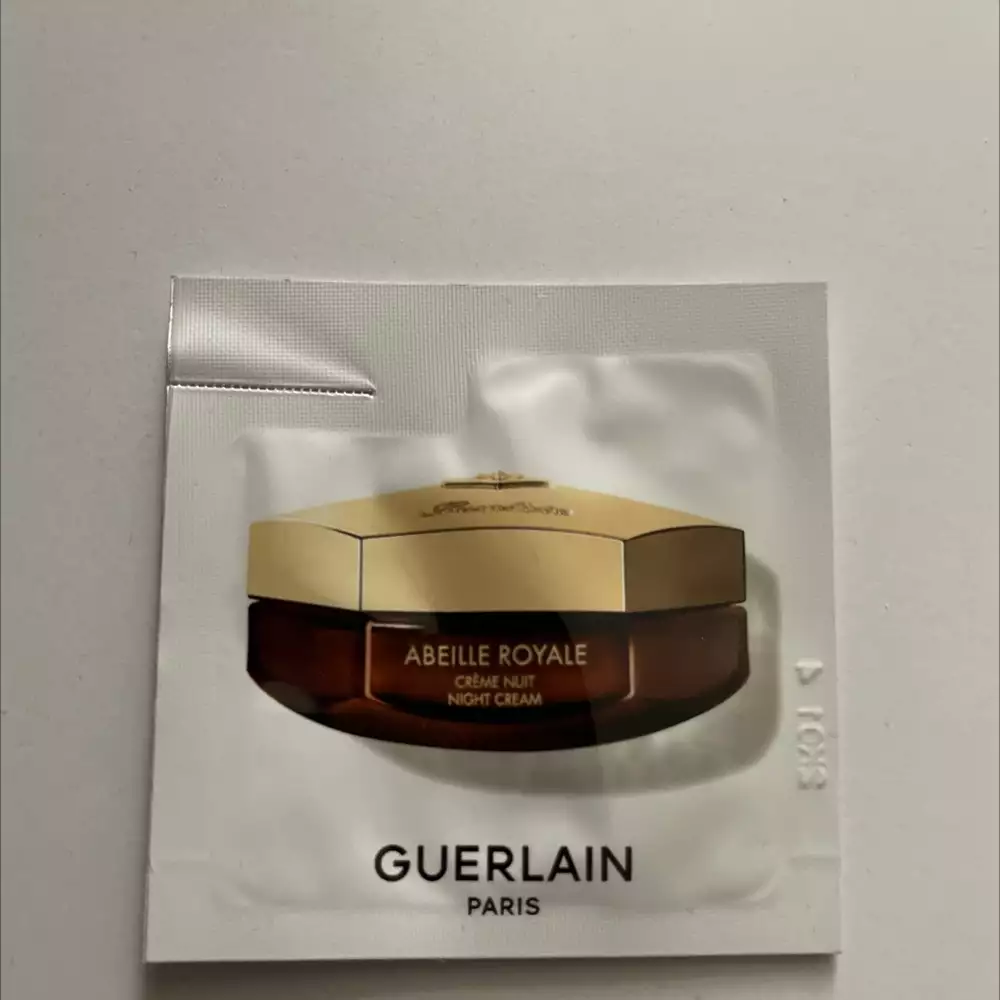 ABEILLE ROYALE
CRÈME NUIT
NIGHT CREAM
GUERLAIN
PARIS